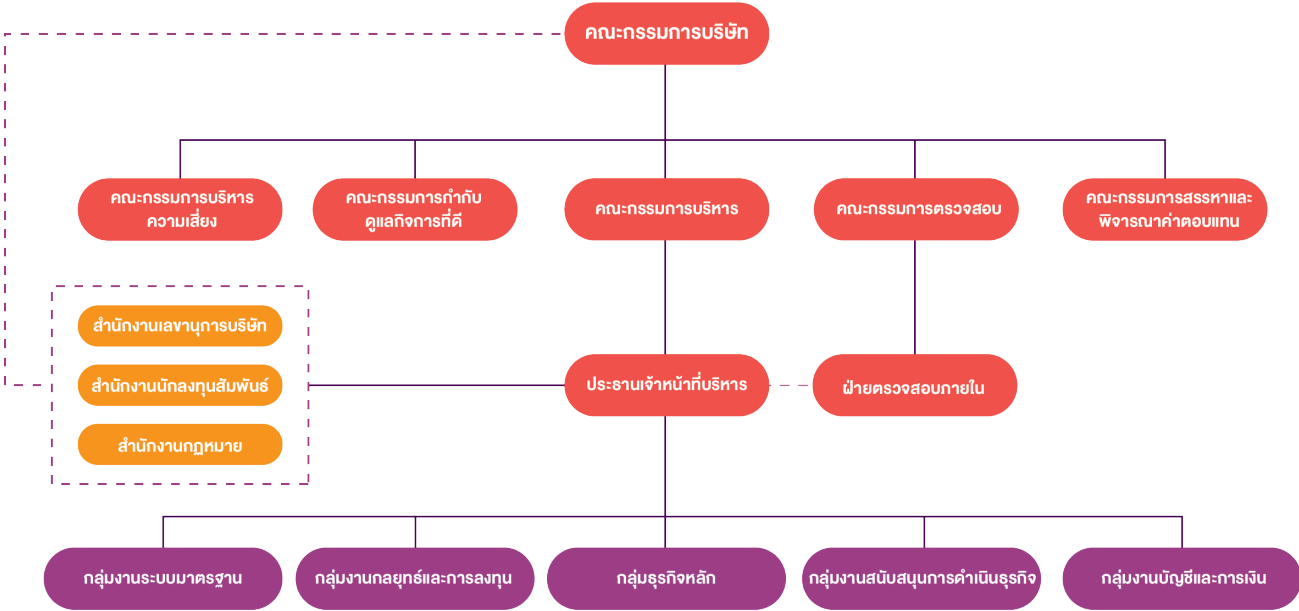 คณะกรรมการบริษัท
คณะกรรมการบริหาร
ความเสี่ยง
คณะกรรมการกำกับ
ดูแลกิจการที่ดี
คณะกรรมการบริหาร
คณะกรรมการตรวจสอบ
คณะกรรมการสรรหาและ
พิจารณาค่าตอบแทน
สำนักงานเลขานุการบริษัท
สำนักงานนักลงทุนสัมพันธ์
สำนักงานกฎหมาย
ประธานเจ้าหน้าที่บริหาร
ฝ่ายตรวจสอบภายใน
กลุ่มงานระบบมาตรฐาน
กลุ่มงานกลยุทธ์และการลงทุน
กลุ่มธุรกิจหลัก
กลุ่มงานสนับสนุนการดำเนินธุรกิจ
กลุ่มงานบัญชีและการเงิน